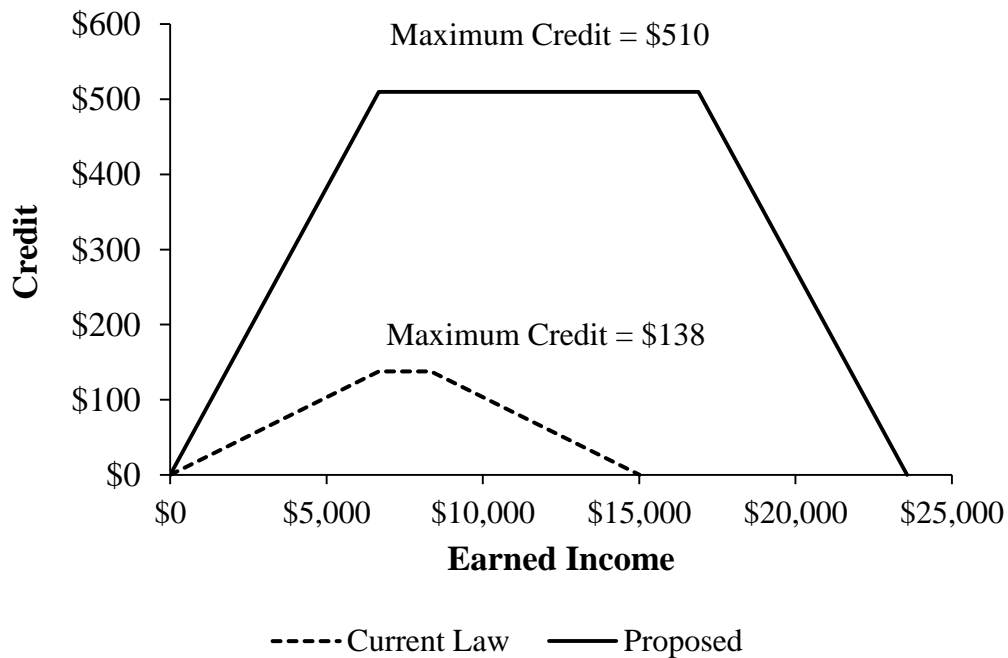 $600
Maximum Credit = $510
$500
$400
$300
$200
Maximum Credit = $138
$100
$0
Credit
$0 $5,000 $10,000 $15,000 $20,000 $25,000
Earned Income
Current Law Proposed